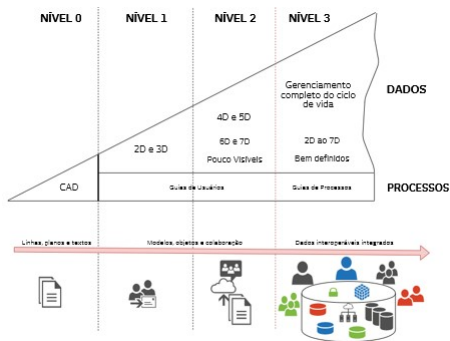 NÍVEL 0
NÍVEL 1
NÍVEL 2
NÍVEL 3
Gerenciamento
completo do ciclo
de vida
DADOS
4D e 5D
2D e 3D
6D e 7D
2D ao 7D
Pouco Visíveis
Bem definidos
CAD
Guias de Usuários
Guias de Processos
PROCESSOS
Linhas, planos e textos
Modelos, objetos e colaboração
Dados interoperáveis integrados